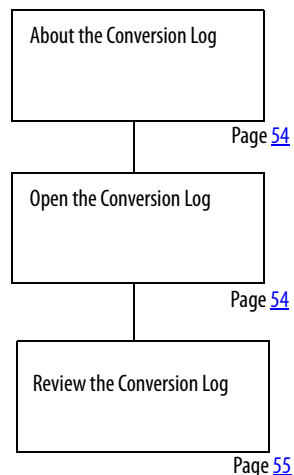 About the Conversion Log
Page 54
Open the Conversion Log
Page 54
Review the Conversion Log
Page 55